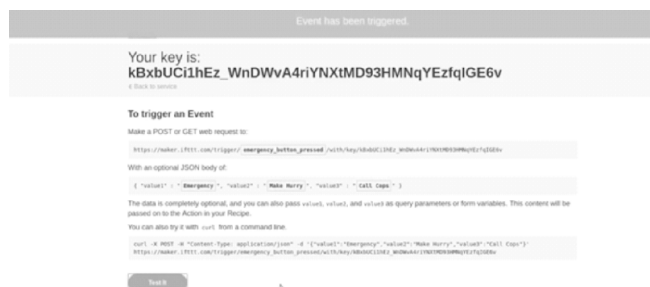 Event has been triggered.
Your key is:
kBxbUCi1hEz_WnDWvA4riYNXtMD93HMNqYEzfqIGE6v
Back to service
To trigger an Event
Make a POST or GET web request to:
https://maker.ifttt.com/trigger/ emergency_button_pressed /with/key/kBxbUCi1hEz_WnDWvA4riYNXtMD93HMNqYEzfqIGE6v
With an optional JSON body of:
{ "value1" : " Emergency ", "value2" : " Make Hurry ", "value3" : " Call Cops " }
The data is completely optional, and you can also pass value1, value2, and value3 as query parameters or form variables. This content will be
passed on to the Action in your Recipe.
You can also try it with curl from a command line.
curl -X POST -H "Content-Type: application/json" -d '{"value1":"Emergency","value2":"Make Hurry","value3":"Call Cops"}'
https://maker.ifttt.com/trigger/emergency_button_pressed/with/key/kBxbUCi1hEz_WnDWvA4riYNXtMD93HMNqYEzfqIGE6v
Test It